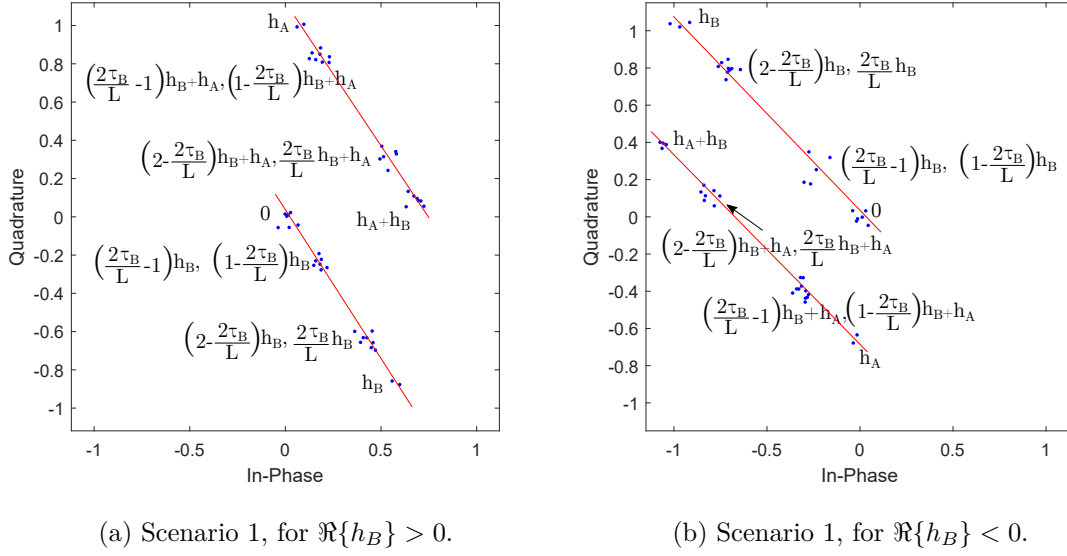 1
0.8
0.6
0.4
0.2
0
-0.2
-0.4
-0.6
-0.8
-1
Quadrature
h_A
(2τ_B/L -1)h_B+h_A, (1-2τ_B/L)h_B+h_A
(2-2τ_B/L)h_B+h_A, 2τ_B/L h_B+h_A
h_A+h_B
0
(2τ_B/L -1)h_B, (1-2τ_B/L)h_B
(2-2τ_B/L)h_B, 2τ_B/L h_B
h_B
-1 -0.5 0 0.5 1
In-Phase
(a) Scenario 1, for ℜ{h_B} > 0.
1
0.8
0.6
0.4
0.2
0
-0.2
-0.4
-0.6
-0.8
-1
Quadrature
h_B
(2-2τ_B/L)h_B, 2τ_B/L h_B
h_A+h_B
(2τ_B/L -1)h_B, (1-2τ_B/L)h_B
0
(2-2τ_B/L)h_B+h_A, 2τ_B/L h_B+h_A
(2τ_B/L -1)h_B+h_A, (1-2τ_B/L)h_B+h_A
h_A
-1 -0.5 0 0.5 1
In-Phase
(b) Scenario 1, for ℜ{h_B} < 0.